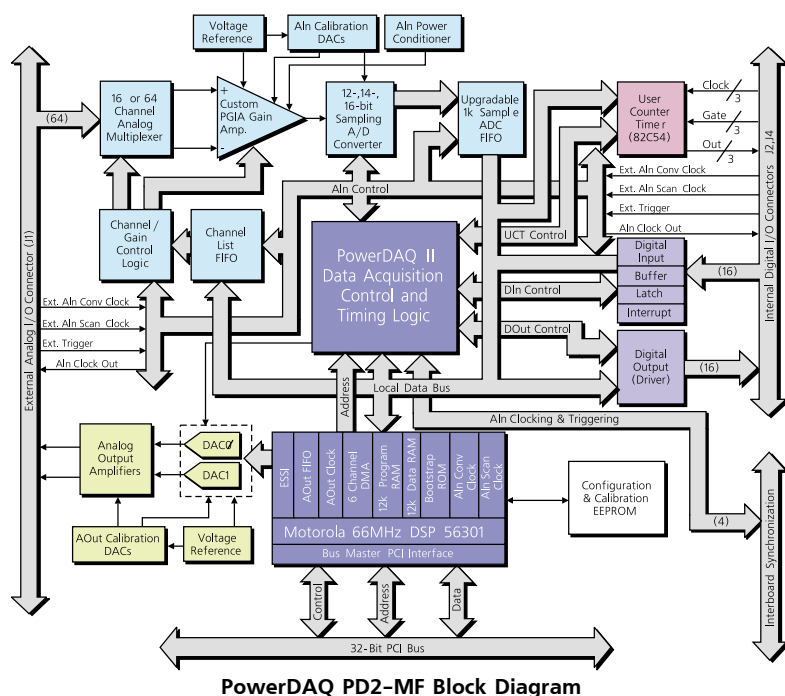 Voltage
Reference
AIn Calibration
DACs
AIn Power
Conditioner
16 or 64
Channel
Analog
Multiplexer
+
Custom
PGIA Gain
Amp.
-
12-,14-,
16-bit
Sampling
A/D
Converter
Upgradable
1k Sample
ADC
FIFO
User
Counter
Timer
(82C54)
Clock
3
Gate
3
Out
3
(64)
AIn Control
Ext. AIn Conv Clock
Ext. AIn Scan Clock
Ext. Trigger
AIn Clock Out
Channel /
Gain
Control
Logic
Channel
List
FIFO
PowerDAQ II
Data Acquisition
Control and
Timing Logic
UCT Control
DIn Control
DOut Control
Digital
Input
Buffer
Latch
Interrupt
(16)
Digital
Output
(Driver)
(16)
External Analog I/O Connector (J1)
Internal Digital I/O Connectors J2,J4
Ext. AIn Conv Clock
Ext. AIn Scan Clock
Ext. Trigger
AIn Clock Out
Address
Local Data Bus
AIn Clocking & Triggering
Analog
Output
Amplifiers
DAC0
DAC1
AOut Calibration
DACs
Voltage
Reference
ESSI
AOut FIFO
AOut Clock
6 Channel
DMA
12k Program
RAM
12k Data RAM
Bootstrap
ROM
AIn Conv
Clock
AIn Scan
Clock
Motorola 66MHz DSP 56301
Bus Master PCI Interface
Configuration
& Calibration
EEPROM
(4)
Interboard Synchronization
Control
Address
Data
32-Bit PCI Bus
PowerDAQ PD2-MF Block Diagram